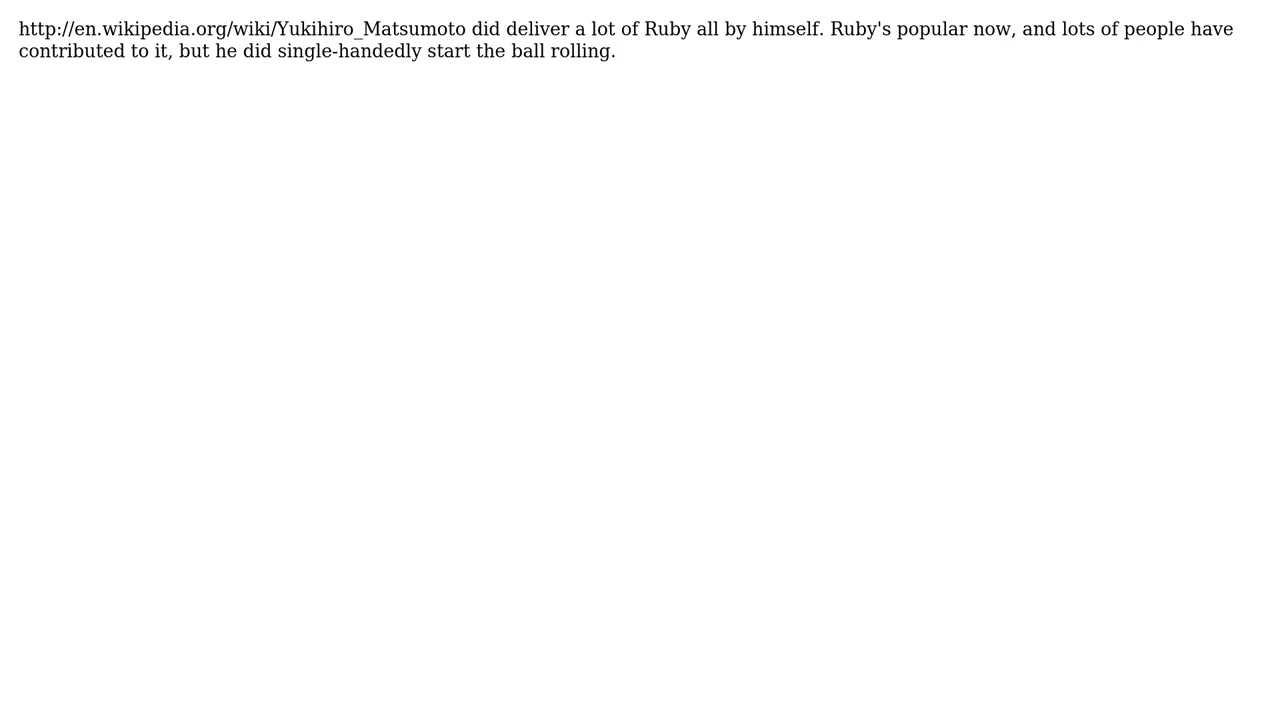 http://en.wikipedia.org/wiki/Yukihiro_Matsumoto did deliver a lot of Ruby all by himself. Ruby's popular now, and lots of people have
contributed to it, but he did single-handedly start the ball rolling.